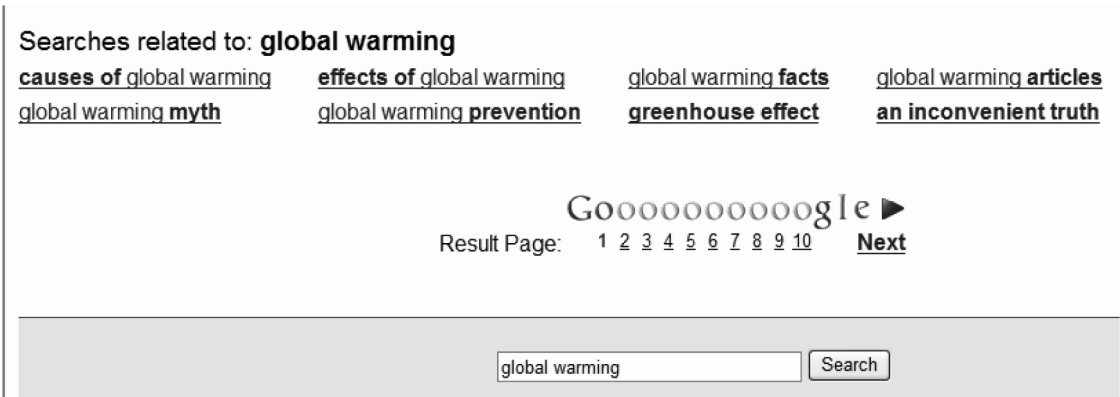 Searches related to: global warming
causes of global warming effects of global warming global warming facts global warming articles
global warming myth global warming prevention greenhouse effect an inconvenient truth
Goooooooooogle
Result Page: 1 2 3 4 5 6 7 8 9 10 Next
global warming Search